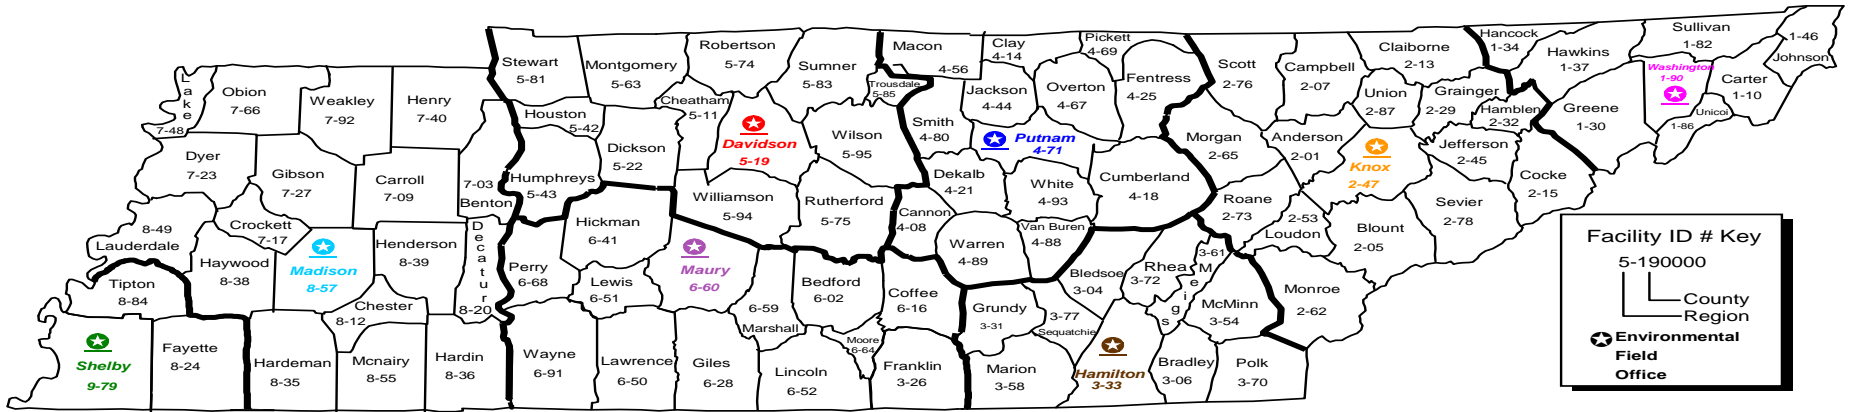 Lake
7-48
Obion
7-66
Weakley
7-92
Henry
7-40
Dyer
7-23
Gibson
7-27
Carroll
7-09
7-03
Benton
8-49
Lauderdale
Crockett
7-17
Haywood
8-38
Madison
8-57
Henderson
8-39
Decatur
8-20
Tipton
8-84
Chester
8-12
Shelby
9-79
Fayette
8-24
Hardeman
8-35
Mcnairy
8-55
Hardin
8-36
Stewart
5-81
Montgomery
5-63
Robertson
5-74
Sumner
5-83
Trousdale
5-85
Houston
5-42
Cheatham
5-11
Dickson
5-22
Davidson
5-19
Wilson
5-95
Humphreys
5-43
Williamson
5-94
Rutherford
5-75
Hickman
6-41
Perry
6-68
Lewis
6-51
Maury
6-60
6-59
Marshall
Bedford
6-02
Coffee
6-16
Moore
6-64
Wayne
6-91
Lawrence
6-50
Giles
6-28
Lincoln
6-52
Franklin
3-26
Macon
4-56
Clay
4-14
Pickett
4-69
Jackson
4-44
Overton
4-67
Fentress
4-25
Smith
4-80
Putnam
4-71
Dekalb
4-21
White
4-93
Cumberland
4-18
Cannon
4-08
Van Buren
4-88
Warren
4-89
Grundy
3-31
3-77
Sequatchie
Bledsoe
3-04
Rhea
3-72
3-61
Meigs
McMinn
3-54
Marion
3-58
Hamilton
3-33
Bradley
3-06
Polk
3-70
Scott
2-76
Campbell
2-07
Claiborne
2-13
Union
2-87
Grainger
2-29
Hamblen
2-32
Morgan
2-65
Anderson
2-01
Knox
2-47
Jefferson
2-45
Cocke
2-15
Roane
2-73
2-53
Loudon
Blount
2-05
Sevier
2-78
Monroe
2-62
Hancock
1-34
Hawkins
1-37
Sullivan
1-82
1-46
Johnson
Washington
1-90
Carter
1-10
Greene
1-30
Unicoi
1-86
Facility ID # Key
5-190000
County
Region
Environmental
Field
Office